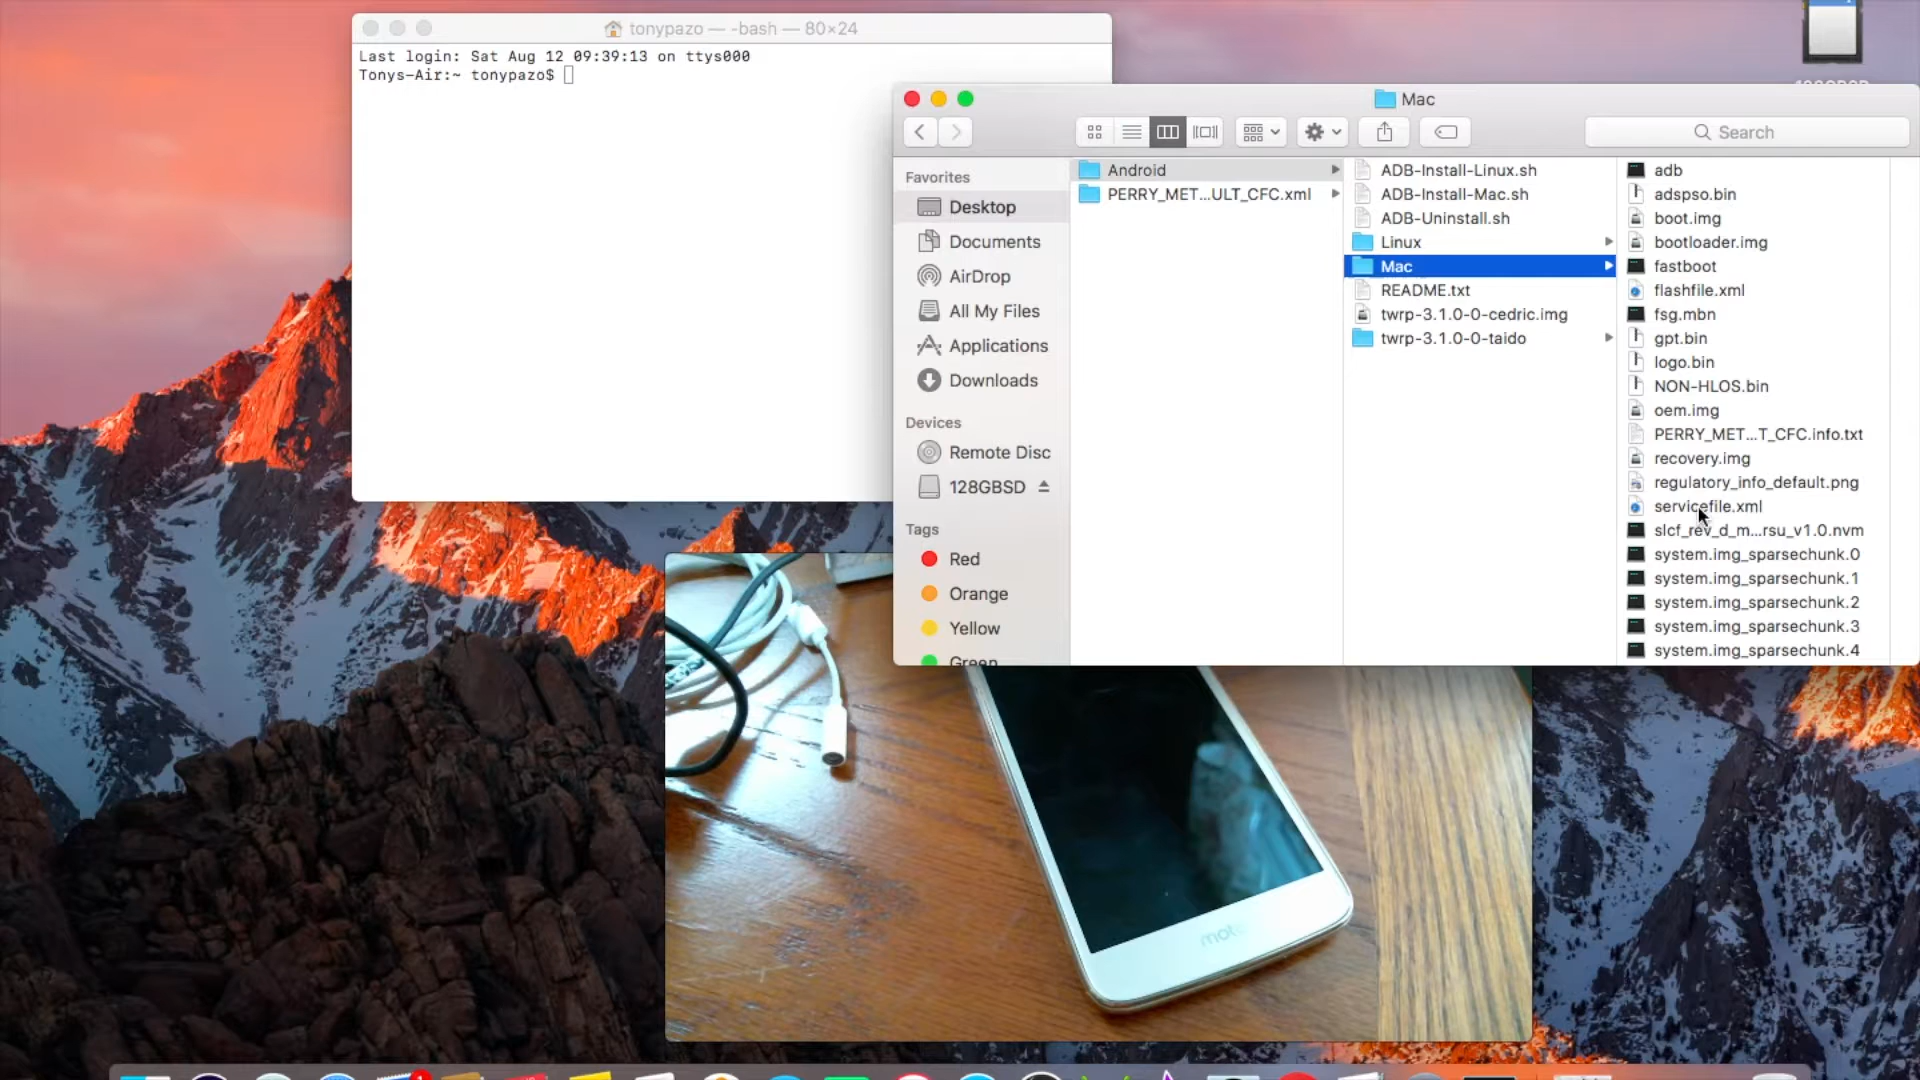 tonypazo — -bash — 80×24
Last login: Sat Aug 12 09:39:13 on ttys000
Tonys-Air:~ tonypazo$
Mac
Search
Favorites
Desktop
Documents
AirDrop
All My Files
Applications
Downloads
Devices
Remote Disc
128GBSD
Tags
Red
Orange
Yellow
Green
Android
PERRY_MET...ULT_CFC.xml
ADB-Install-Linux.sh
ADB-Install-Mac.sh
ADB-Uninstall.sh
Linux
Mac
README.txt
twrp-3.1.0-0-cedric.img
twrp-3.1.0-0-taido
adb
adspso.bin
boot.img
bootloader.img
fastboot
flashfile.xml
fsg.mbn
gpt.bin
logo.bin
NON-HLOS.bin
oem.img
PERRY_MET...T_CFC.info.txt
recovery.img
regulatory_info_default.png
servicefile.xml
slcf_rev_d_m...rsu_v1.0.nvm
system.img_sparsechunk.0
system.img_sparsechunk.1
system.img_sparsechunk.2
system.img_sparsechunk.3
system.img_sparsechunk.4
moto
1